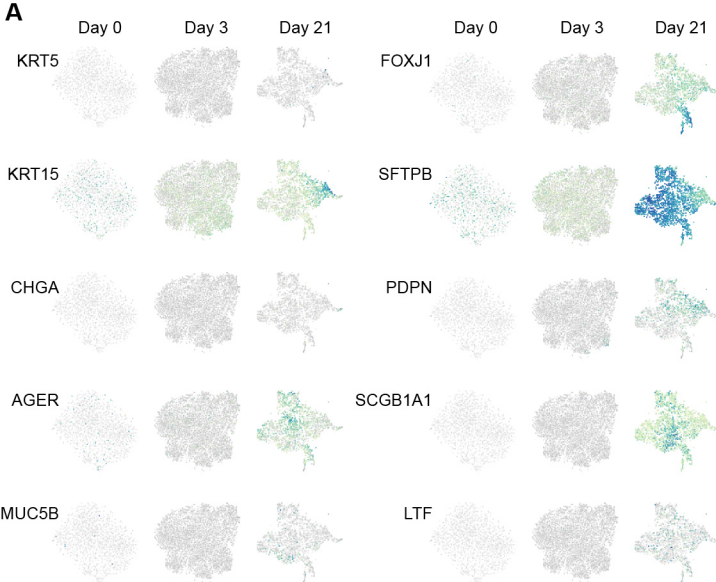 A
Day 0 Day 3 Day 21 Day 0 Day 3 Day 21
KRT5 FOXJ1
KRT15 SFTPB
CHGA PDPN
AGER SCGB1A1
MUC5B LTF